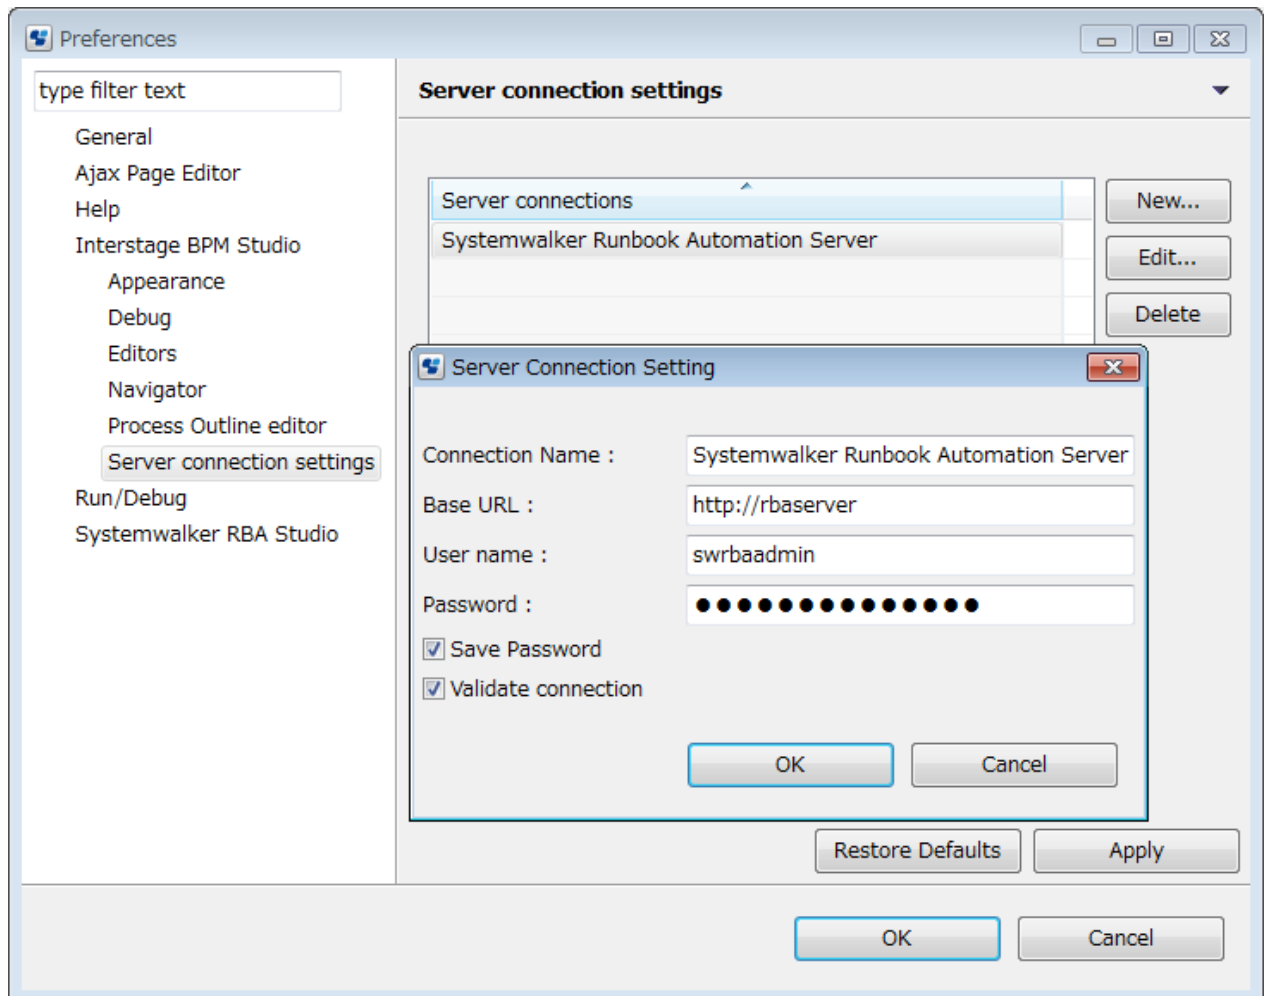 Preferences
type filter text
General
Ajax Page Editor
Help
Interstage BPM Studio
Appearance
Debug
Editors
Navigator
Process Outline editor
Server connection settings
Run/Debug
Systemwalker RBA Studio
Server connection settings
Server connections
Systemwalker Runbook Automation Server
New...
Edit...
Delete
Server Connection Setting
Connection Name : Systemwalker Runbook Automation Server
Base URL : http://rbaserver
User name : swrbaadmin
Password : ●●●●●●●●●●●●●●
Save Password
Validate connection
OK Cancel
Restore Defaults Apply
OK Cancel